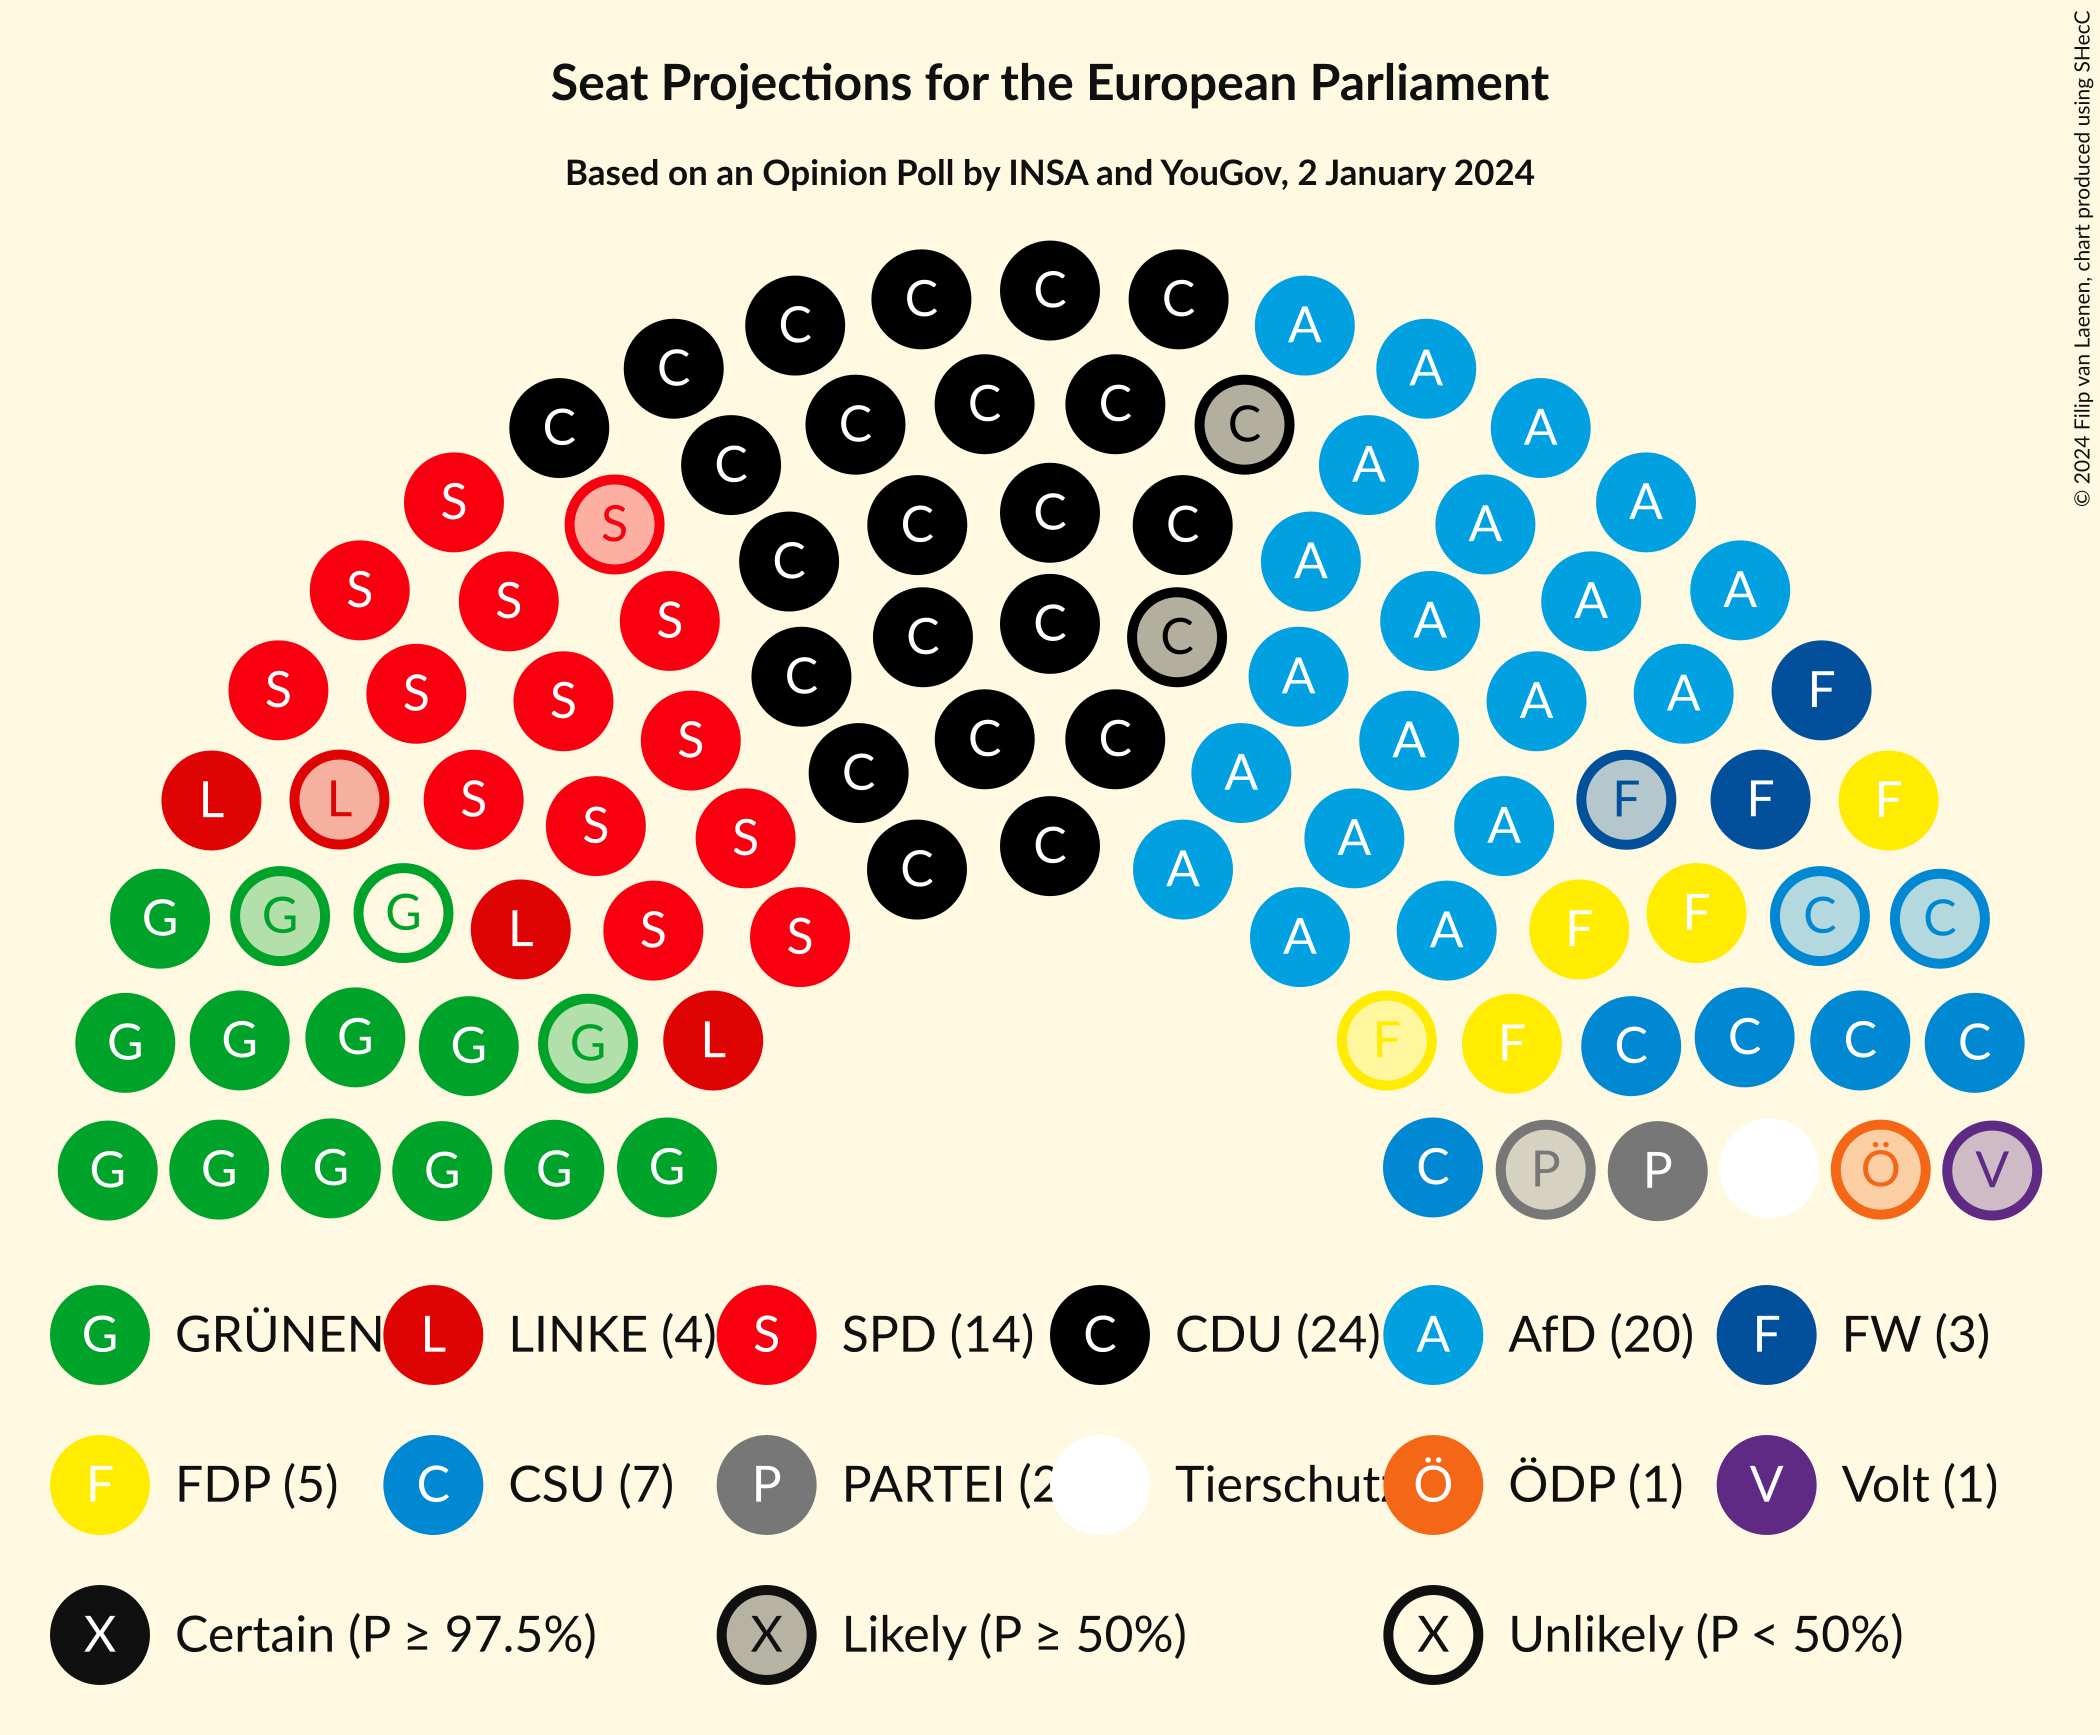 © 2024 Filip van Laenen, chart produced using SHecC
Seat Projections for the European Parliament
Based on an Opinion Poll by INSA and YouGov, 2 January 2024
C C C C A
C A
C C C C C A
C A
S S C C C A A
C A
S S S C C C A A A
S S S C A A A F
S C C A
L L S C A F F F
S S C A A
C A
G G G L S S A A F F C C
G G G G G L F F C C C C
G G G G G G C P P Ö V
G GRÜNEN L LINKE (4) S SPD (14) C CDU (24) A AfD (20) F FW (3)
F FDP (5) C CSU (7) P PARTEI (2 Tierschutz Ö ÖDP (1) V Volt (1)
X Certain (P ≥ 97.5%) X Likely (P ≥ 50%) X Unlikely (P < 50%)